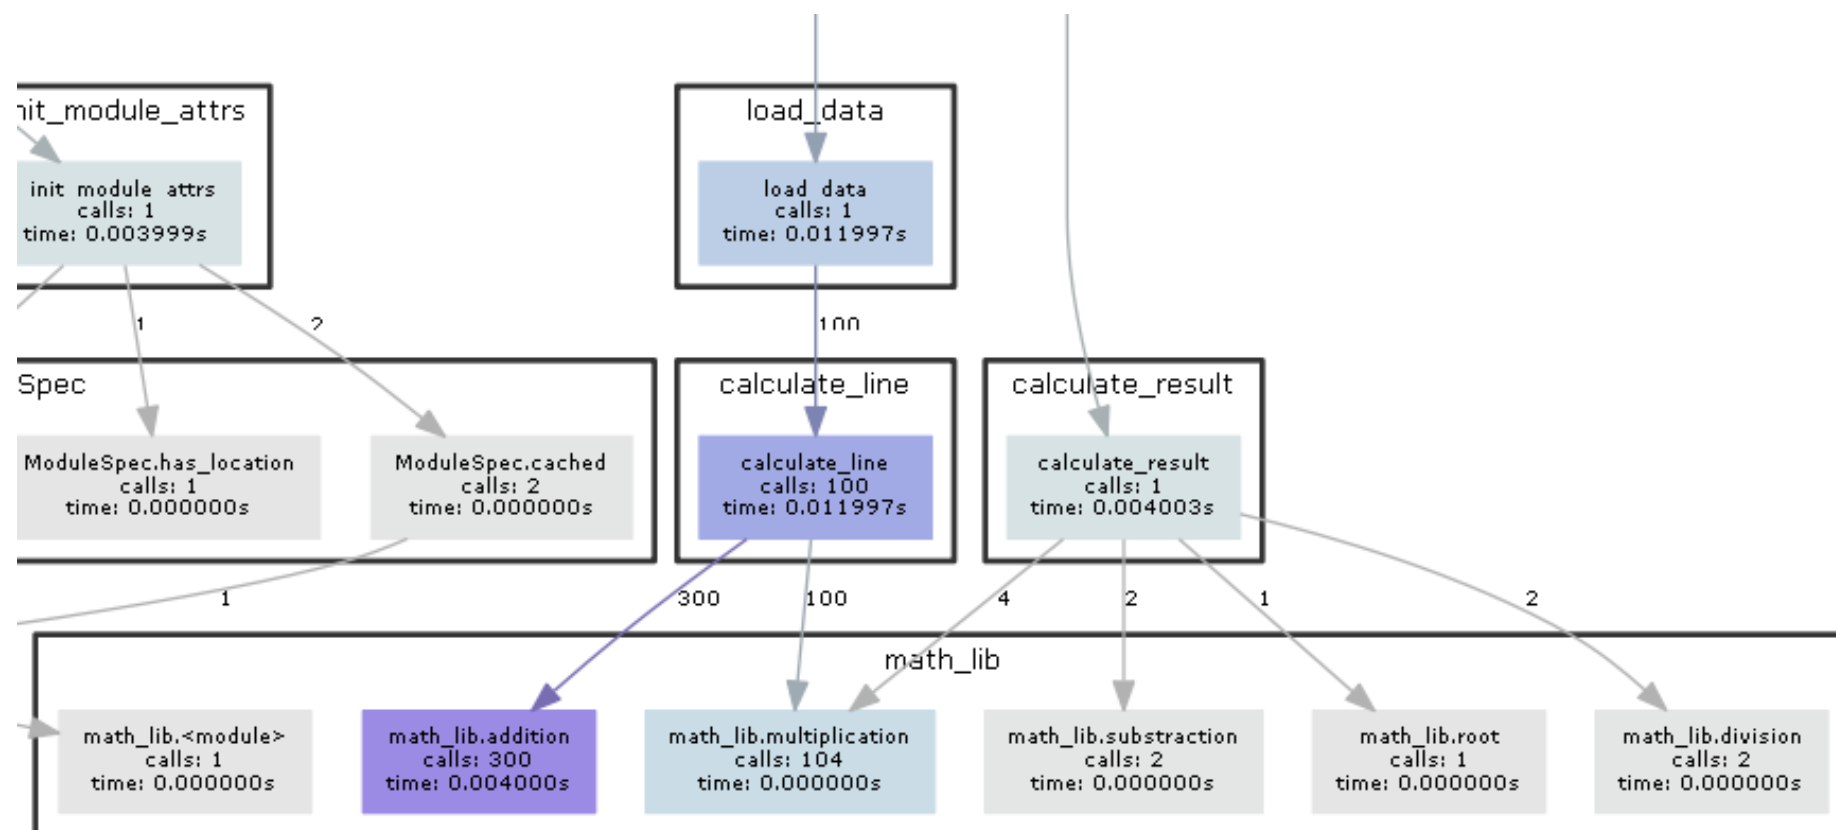 nit_module_attrs
init_module_attrs
calls: 1
time: 0.003999s
load_data
load_data
calls: 1
time: 0.011997s
1
2
100
Spec
ModuleSpec.has_location
calls: 1
time: 0.000000s
ModuleSpec.cached
calls: 2
time: 0.000000s
calculate_line
calculate_line
calls: 100
time: 0.011997s
calculate_result
calculate_result
calls: 1
time: 0.004003s
1
300
100
4
2
1
2
math_lib
math_lib.<module>
calls: 1
time: 0.000000s
math_lib.addition
calls: 300
time: 0.004000s
math_lib.multiplication
calls: 104
time: 0.000000s
math_lib.substraction
calls: 2
time: 0.000000s
math_lib.root
calls: 1
time: 0.000000s
math_lib.division
calls: 2
time: 0.000000s